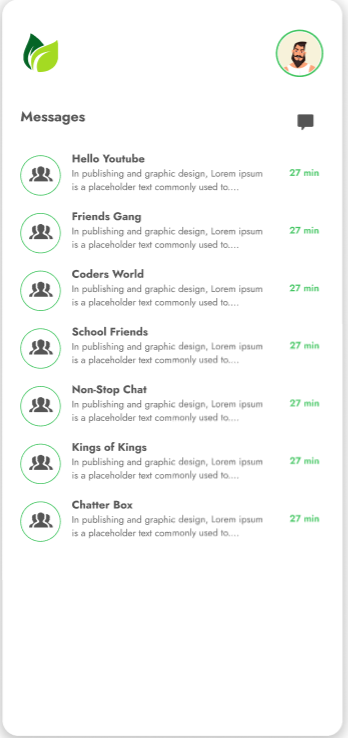 Messages
Hello Youtube
In publishing and graphic design, Lorem ipsum
27 min
is a placeholder text commonly used to....
Friends Gang
In publishing and graphic design, Lorem ipsum
27 min
is a placeholder text commonly used to....
Coders World
In publishing and graphic design, Lorem ipsum
27 min
is a placeholder text commonly used to....
School Friends
In publishing and graphic design, Lorem ipsum
27 min
is a placeholder text commonly used to....
Non-Stop Chat
In publishing and graphic design, Lorem ipsum
27 min
is a placeholder text commonly used to....
Kings of Kings
In publishing and graphic design, Lorem ipsum
27 min
is a placeholder text commonly used to....
Chatter Box
In publishing and graphic design, Lorem ipsum
27 min
is a placeholder text commonly used to....